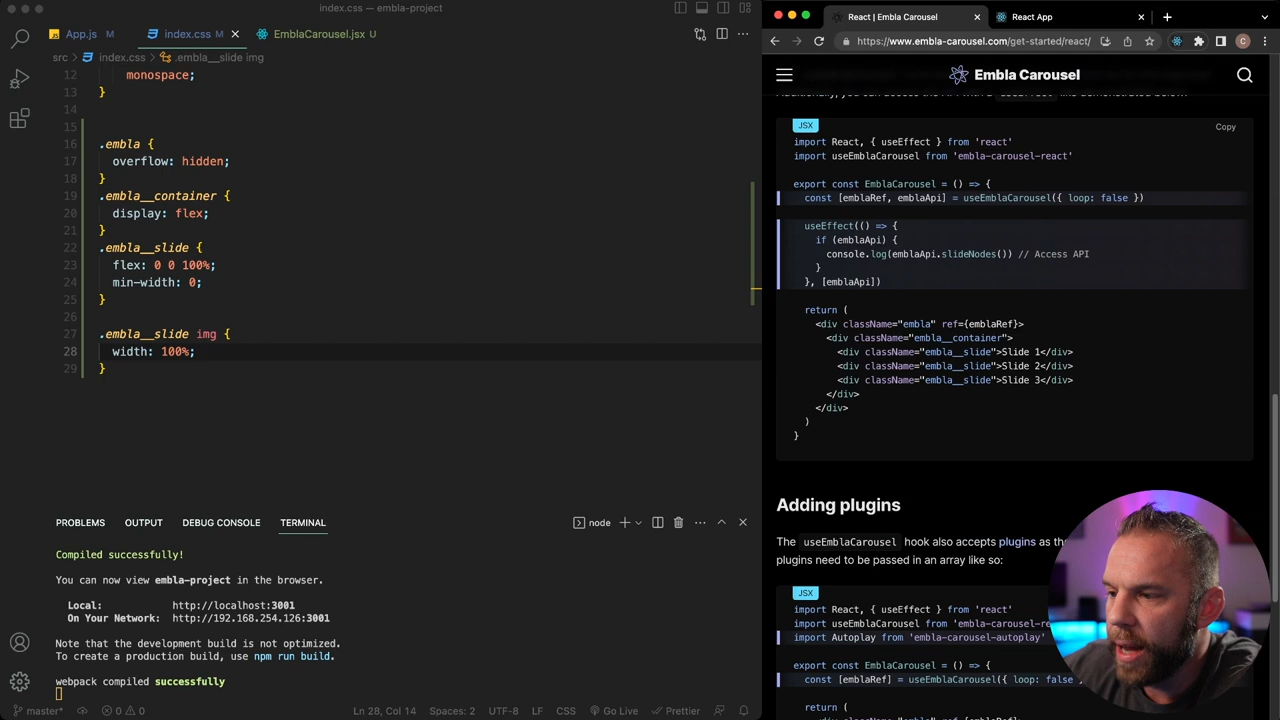 index.css — embla-project
App.js M
index.css M
EmblaCarousel.jsx U
src > index.css > .embla__slide img
12 monospace;
13 }
14
15
16 .embla {
17 overflow: hidden;
18 }
19 .embla__container {
20 display: flex;
21 }
22 .embla__slide {
23 flex: 0 0 100%;
24 min-width: 0;
25 }
26
27 .embla__slide img {
28 width: 100%;
29 }
PROBLEMS OUTPUT DEBUG CONSOLE TERMINAL
node
Compiled successfully!
You can now view embla-project in the browser.
Local: http://localhost:3001
On Your Network: http://192.168.254.126:3001
Note that the development build is not optimized.
To create a production build, use npm run build.
webpack compiled successfully
master* 0 0 Ln 28, Col 14 Spaces: 2 UTF-8 LF CSS Go Live Prettier
React | Embla Carousel
React App
https://www.embla-carousel.com/get-started/react/
C
Embla Carousel
JSX
Copy
import React, { useEffect } from 'react'
import useEmblaCarousel from 'embla-carousel-react'
export const EmblaCarousel = () => {
const [emblaRef, emblaApi] = useEmblaCarousel({ loop: false })
useEffect(() => {
if (emblaApi) {
console.log(emblaApi.slideNodes()) // Access API
}
}, [emblaApi])
return (
<div className="embla" ref={emblaRef}>
<div className="embla__container">
<div className="embla__slide">Slide 1</div>
<div className="embla__slide">Slide 2</div>
<div className="embla__slide">Slide 3</div>
</div>
</div>
)
}
Adding plugins
The useEmblaCarousel hook also accepts plugins as th
plugins need to be passed in an array like so:
JSX
import React, { useEffect } from 'react'
import useEmblaCarousel from 'embla-carousel-re
import Autoplay from 'embla-carousel-autoplay'
export const EmblaCarousel = () => {
const [emblaRef] = useEmblaCarousel({ loop: false
return (